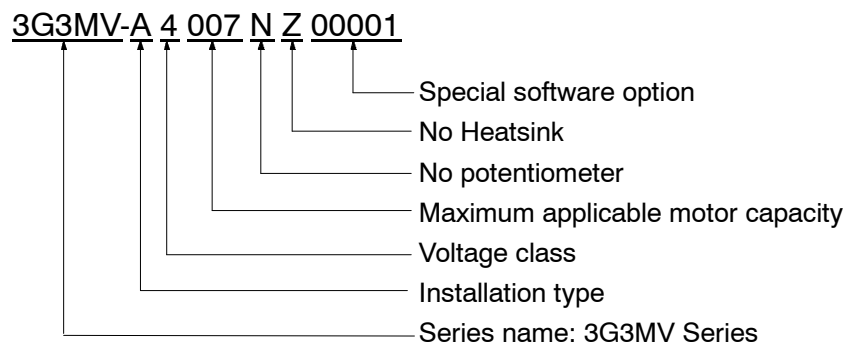 3G3MV-A 4 007 N Z 00001
Special software option
No Heatsink
No potentiometer
Maximum applicable motor capacity
Voltage class
Installation type
Series name: 3G3MV Series